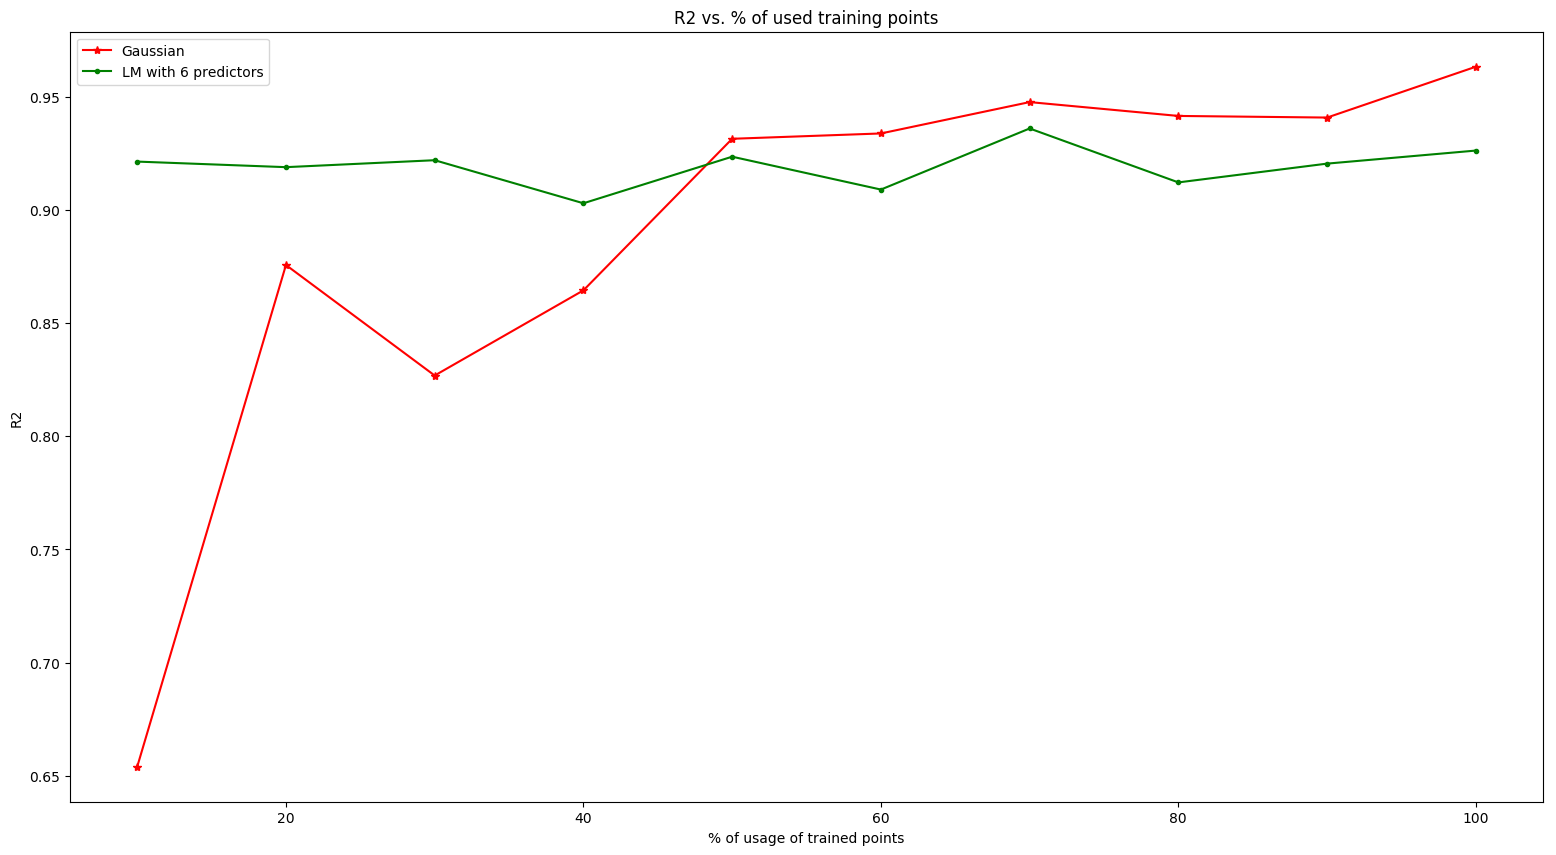 R2 vs. % of used training points
Gaussian
LM with 6 predictors
0.95
0.90
0.85
0.80
0.75
0.70
0.65
R2
20
40
60
80
100
% of usage of trained points